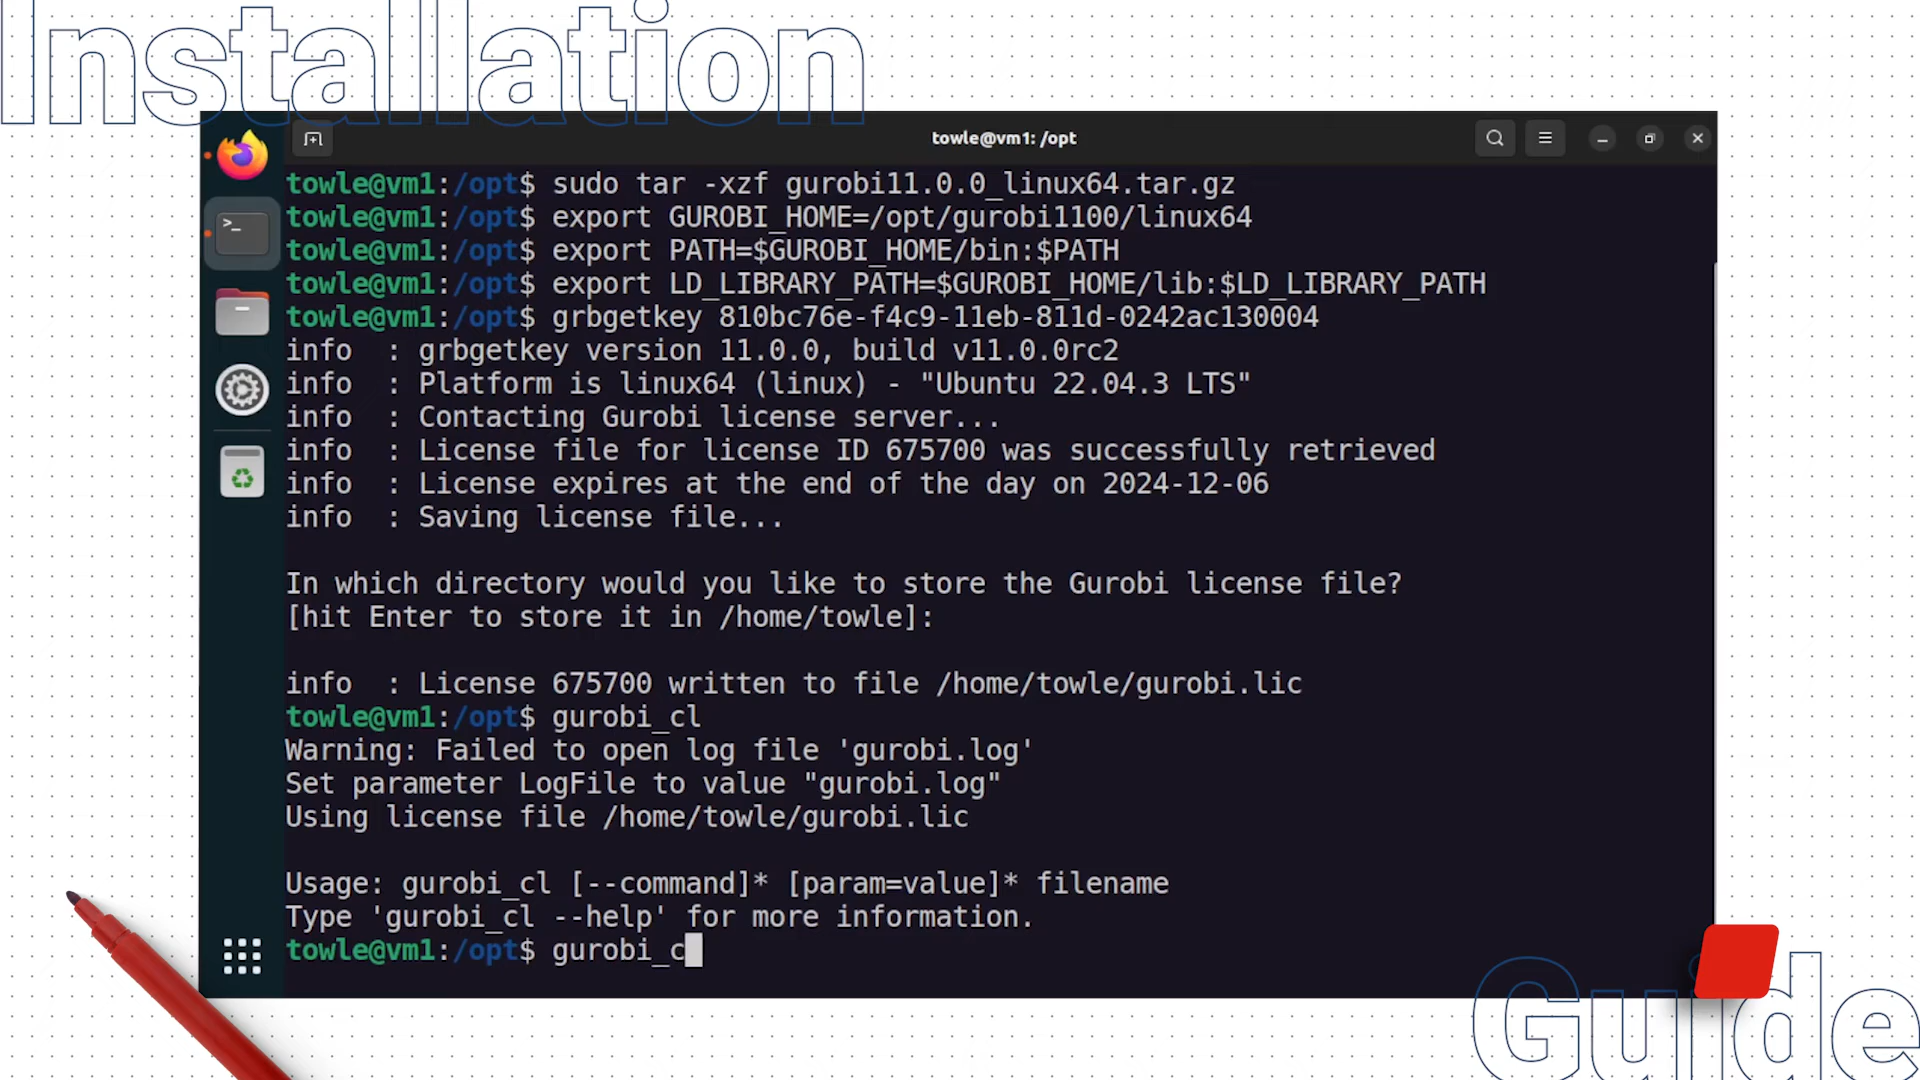 Installation
towle@vm1: /opt
towle@vm1:/opt$ sudo tar -xzf gurobi11.0.0_linux64.tar.gz
towle@vm1:/opt$ export GUROBI_HOME=/opt/gurobi1100/linux64
towle@vm1:/opt$ export PATH=$GUROBI_HOME/bin:$PATH
towle@vm1:/opt$ export LD_LIBRARY_PATH=$GUROBI_HOME/lib:$LD_LIBRARY_PATH
towle@vm1:/opt$ grbgetkey 810bc76e-f4c9-11eb-811d-0242ac130004
info  : grbgetkey version 11.0.0, build v11.0.0rc2
info  : Platform is linux64 (linux) - "Ubuntu 22.04.3 LTS"
info  : Contacting Gurobi license server...
info  : License file for license ID 675700 was successfully retrieved
info  : License expires at the end of the day on 2024-12-06
info  : Saving license file...
In which directory would you like to store the Gurobi license file?
[hit Enter to store it in /home/towle]:
info  : License 675700 written to file /home/towle/gurobi.lic
towle@vm1:/opt$ gurobi_cl
Warning: Failed to open log file 'gurobi.log'
Set parameter LogFile to value "gurobi.log"
Using license file /home/towle/gurobi.lic
Usage: gurobi_cl [--command]* [param=value]* filename
Type 'gurobi_cl --help' for more information.
towle@vm1:/opt$ gurobi_c
Guide